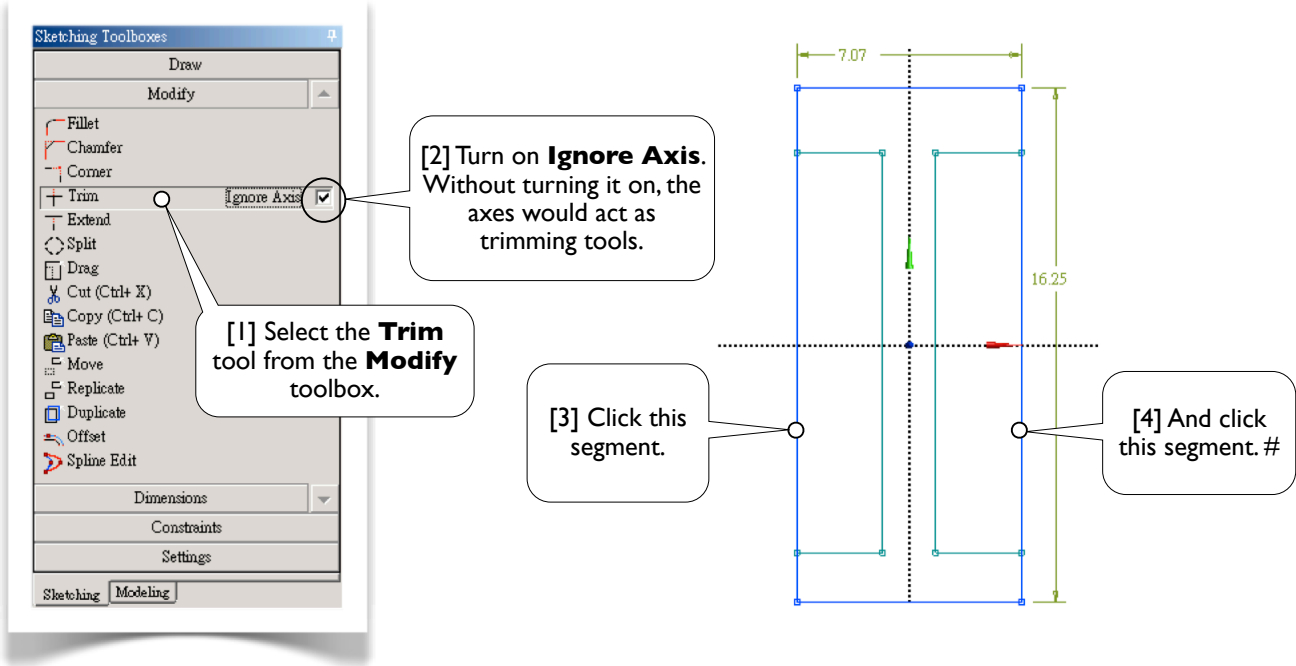 Sketching Toolboxes
Draw
Modify
Fillet
Chamfer
Corner
Trim Ignore Axis
Extend
Split
Drag
Cut (Ctrl+ X)
Copy (Ctrl+ C)
Paste (Ctrl+ V)
Move
Replicate
Duplicate
Offset
Spline Edit
Dimensions
Constraints
Settings
Sketching Modeling
[2] Turn on Ignore Axis.
Without turning it on, the
axes would act as
trimming tools.
[1] Select the Trim
tool from the Modify
toolbox.
7.07
16.25
[3] Click this
segment.
[4] And click
this segment. #